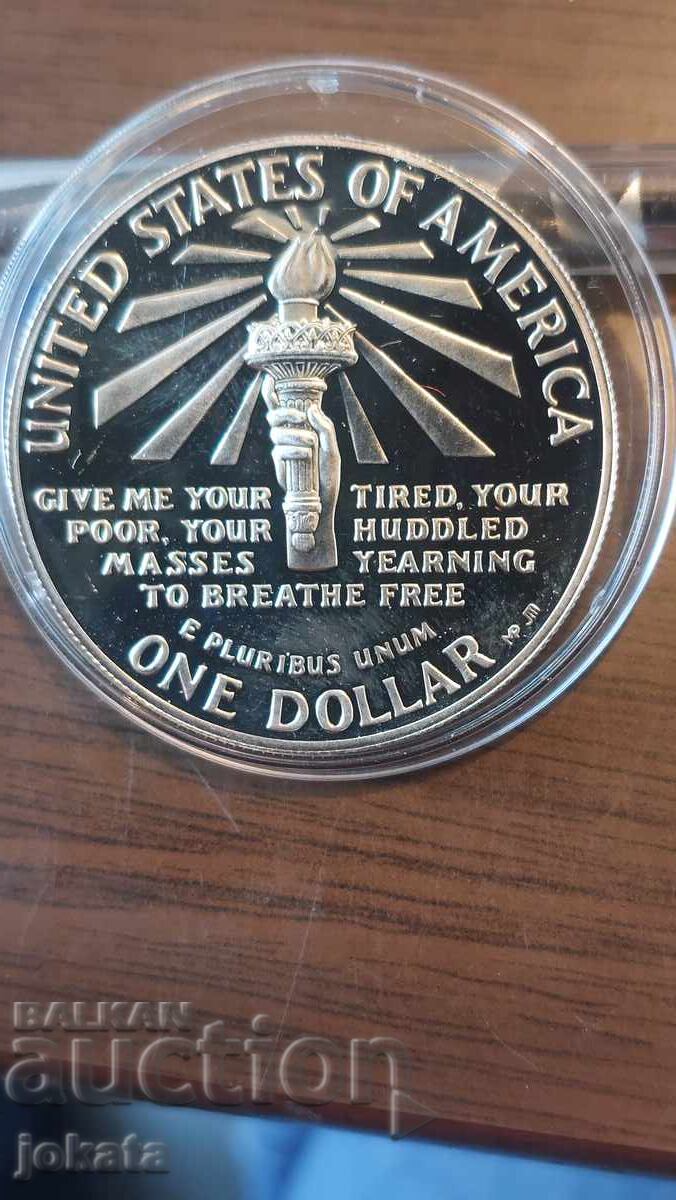 UNITED STATES OF AMERICA
GIVE ME YOUR TIRED, YOUR
POOR, YOUR HUDDLED
MASSES YEARNING
TO BREATHE FREE
E PLURIBUS UNUM
ONE DOLLAR
BALKAN
auction
jokata